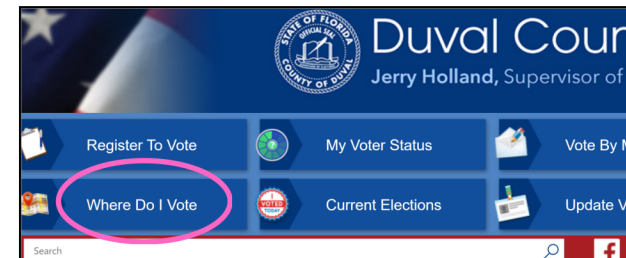 STATE OF FLORIDA
OFFICIAL SEAL
COUNTY OF DUVAL
Duval Cour
Jerry Holland, Supervisor of
Register To Vote
My Voter Status
Vote By
Where Do I Vote
I VOTED TODAY
Current Elections
Update V
Search